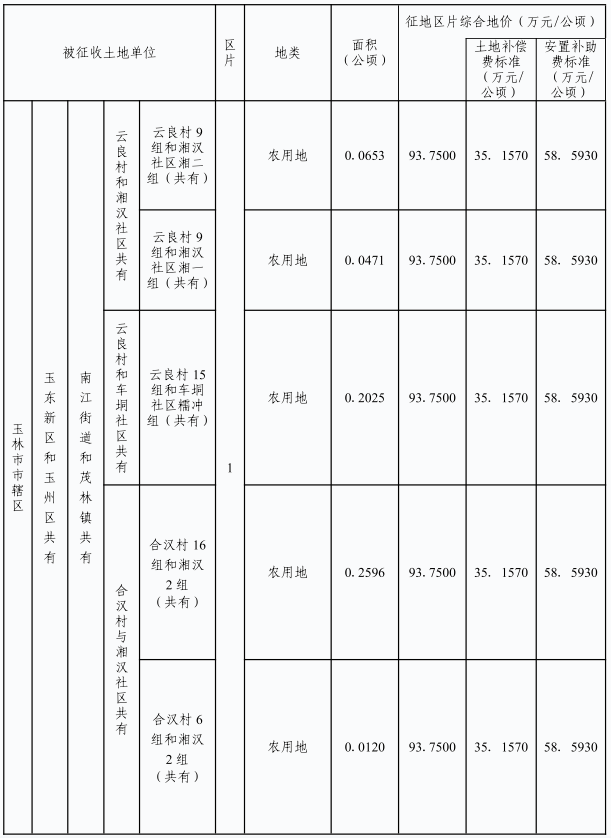 被征收土地单位
区
片
地类
面积
（公顷）
征地区片综合地价（万元/公顷）
土地补偿
费标准
（万元/
公顷）
安置补助
费标准
（万元/
公顷）
玉林市市辖区
玉东新区和玉州区共有
南江街道和茂林镇共有
云良村和湘汉社区共有
云良村 9
组和湘汉
社区湘二
组（共有）
1
农用地
0.0653
93.7500
35. 1570
58. 5930
云良村 9
组和湘汉
社区湘一
组（共有）
农用地
0.0471
93.7500
35. 1570
58. 5930
云良村和车垌社区共有
云良村 15
组和车垌
社区糯冲
组（共有）
农用地
0.2025
93.7500
35. 1570
58. 5930
合汉村与湘汉社区共有
合汉村 16
组和湘汉
2 组
（共有）
农用地
0.2596
93.7500
35. 1570
58. 5930
合汉村 6
组和湘汉
2 组
（共有）
农用地
0.0120
93.7500
35. 1570
58. 5930